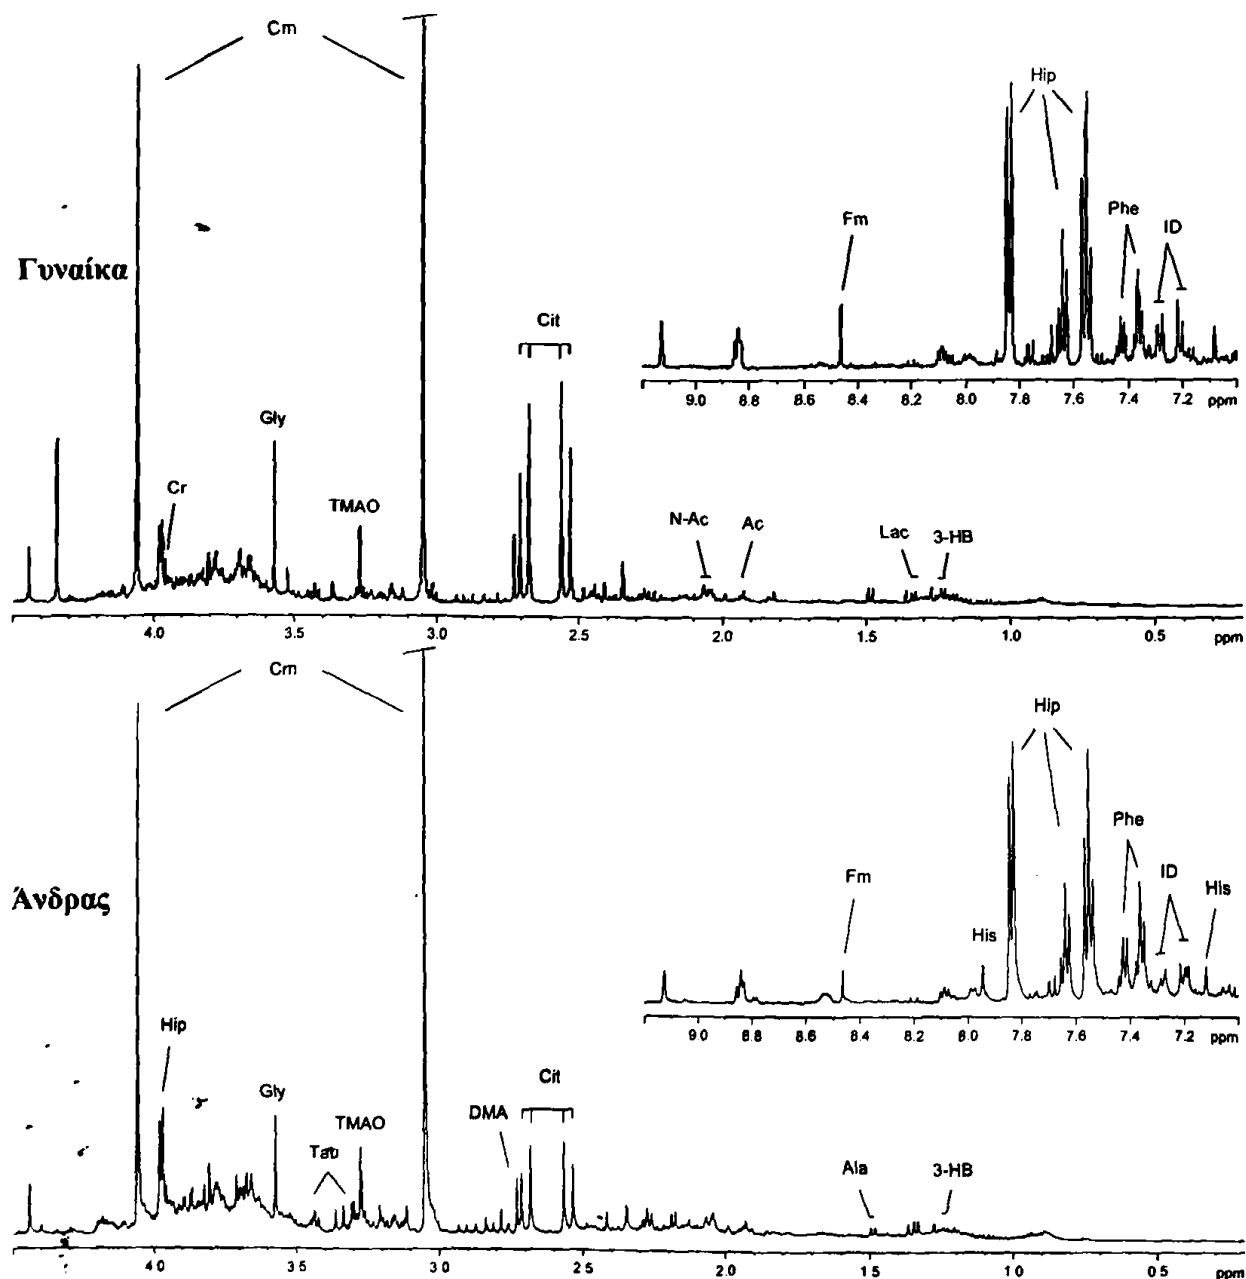 Cm
Hip
Fm
Phe
ID
Γυναίκα
Cit
9.0 8.8 8.6 8.4 8.2 8.0 7.8 7.6 7.4 7.2 ppm
Gly
Cr
TMAO
N-Ac
Ac
Lac
3-HB
4.0 3.5 3.0 2.5 2.0 1.5 1.0 0.5 ppm
Crn
Hip
Phe
Fm
ID
His
His
Άνδρας
9.0 8.8 8.6 8.4 8.2 8.0 7.8 7.6 7.4 7.2 ppm
Hip
Cit
Gly
DMA
TMAO
Tau
Ala
3-HB
4.0 3.5 3.0 2.5 2.0 1.5 1.0 0.5 ppm